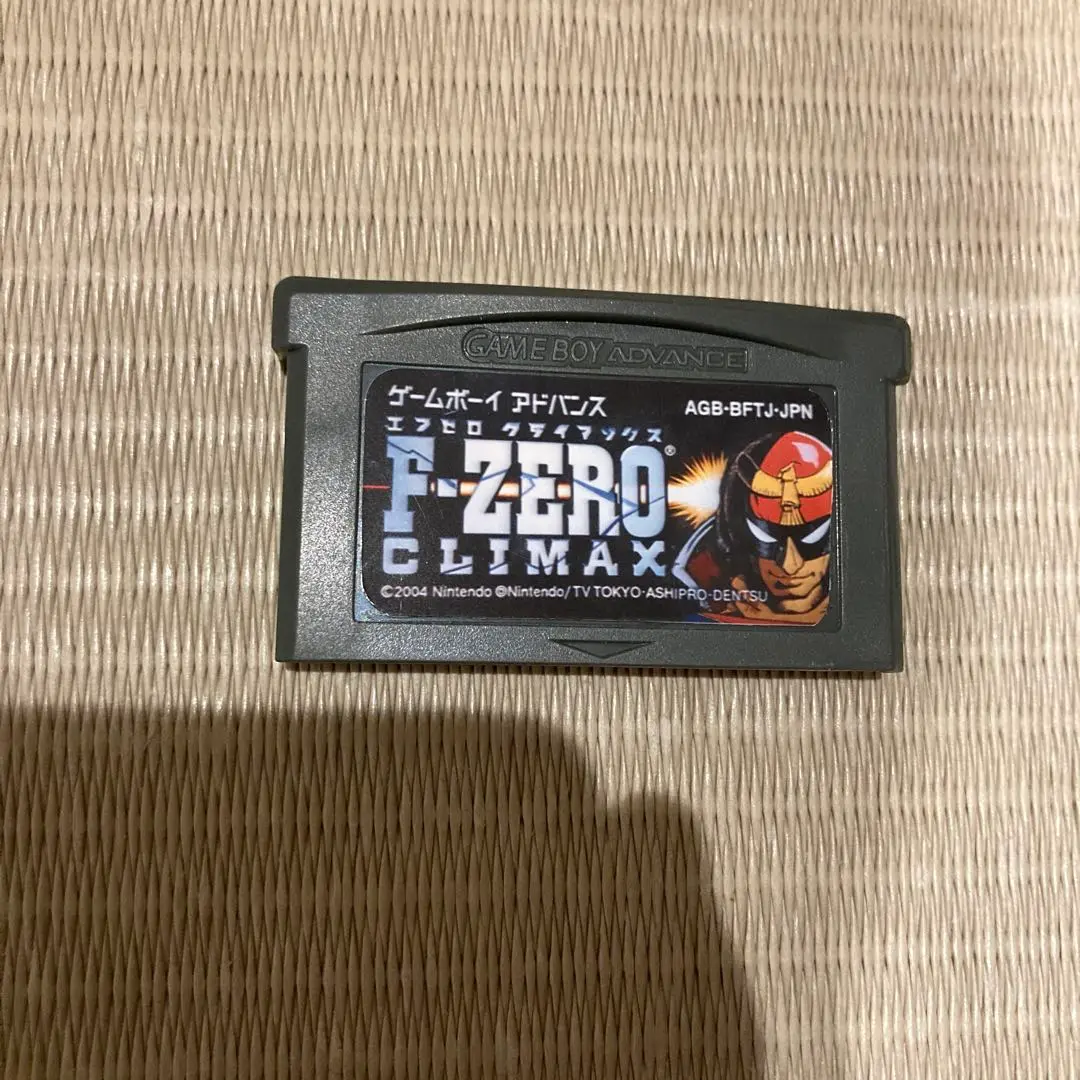 GAME BOY ADVANCE
ゲームボーイ アドバンス
AGB-BFTJ-JPN
エフゼロ クライマックス
F-ZERO®
CLIMAX
©2004 Nintendo ©Nintendo/TV TOKYO·ASHIPRO·DENTSU